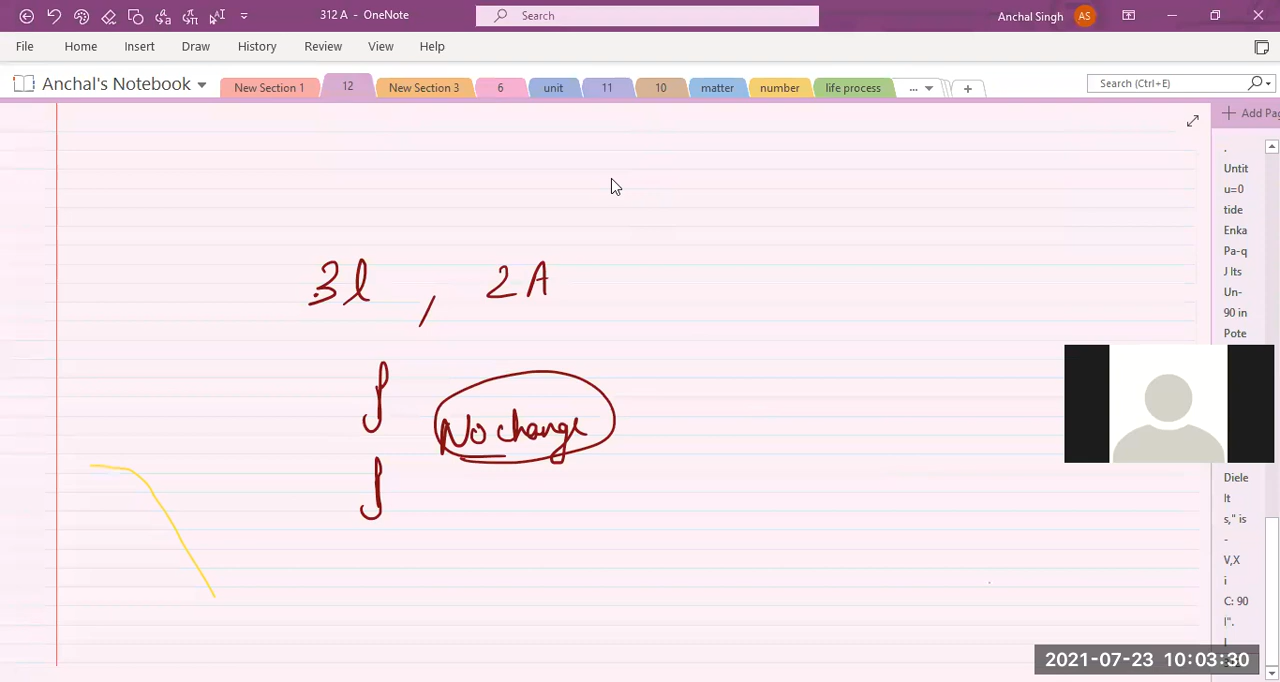 312 A - OneNote
Search
Anchal Singh AS
File Home Insert Draw History Review View Help
Anchal's Notebook New Section 1 12 New Section 3 6 unit 11 10 matter number life process ... + Search (Ctrl+E)
+ Add Pag
.
Untit
u=0
tide
Enka
Pa-q
J Its
Un-
90 in
Pote
3l , 2A
No change
Diele
It
s," is
-
V,X
i
C: 90
l".
2021-07-23 10:03:30